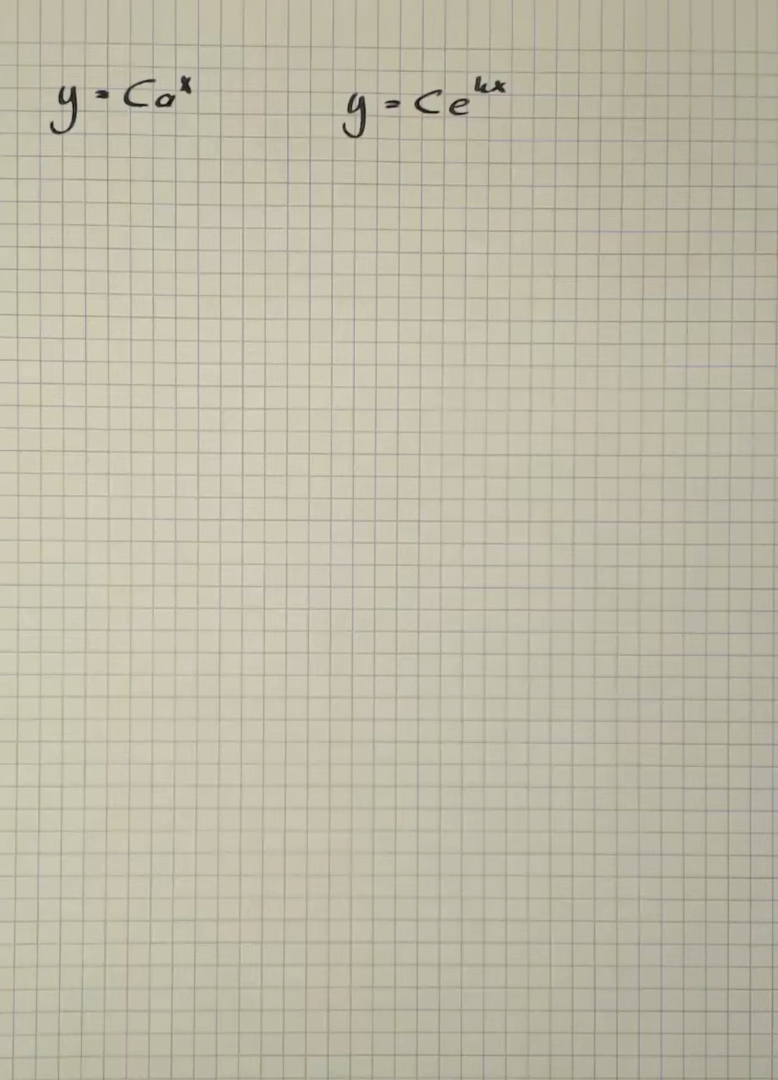 y = Ca^x    y = Ce^{kx}